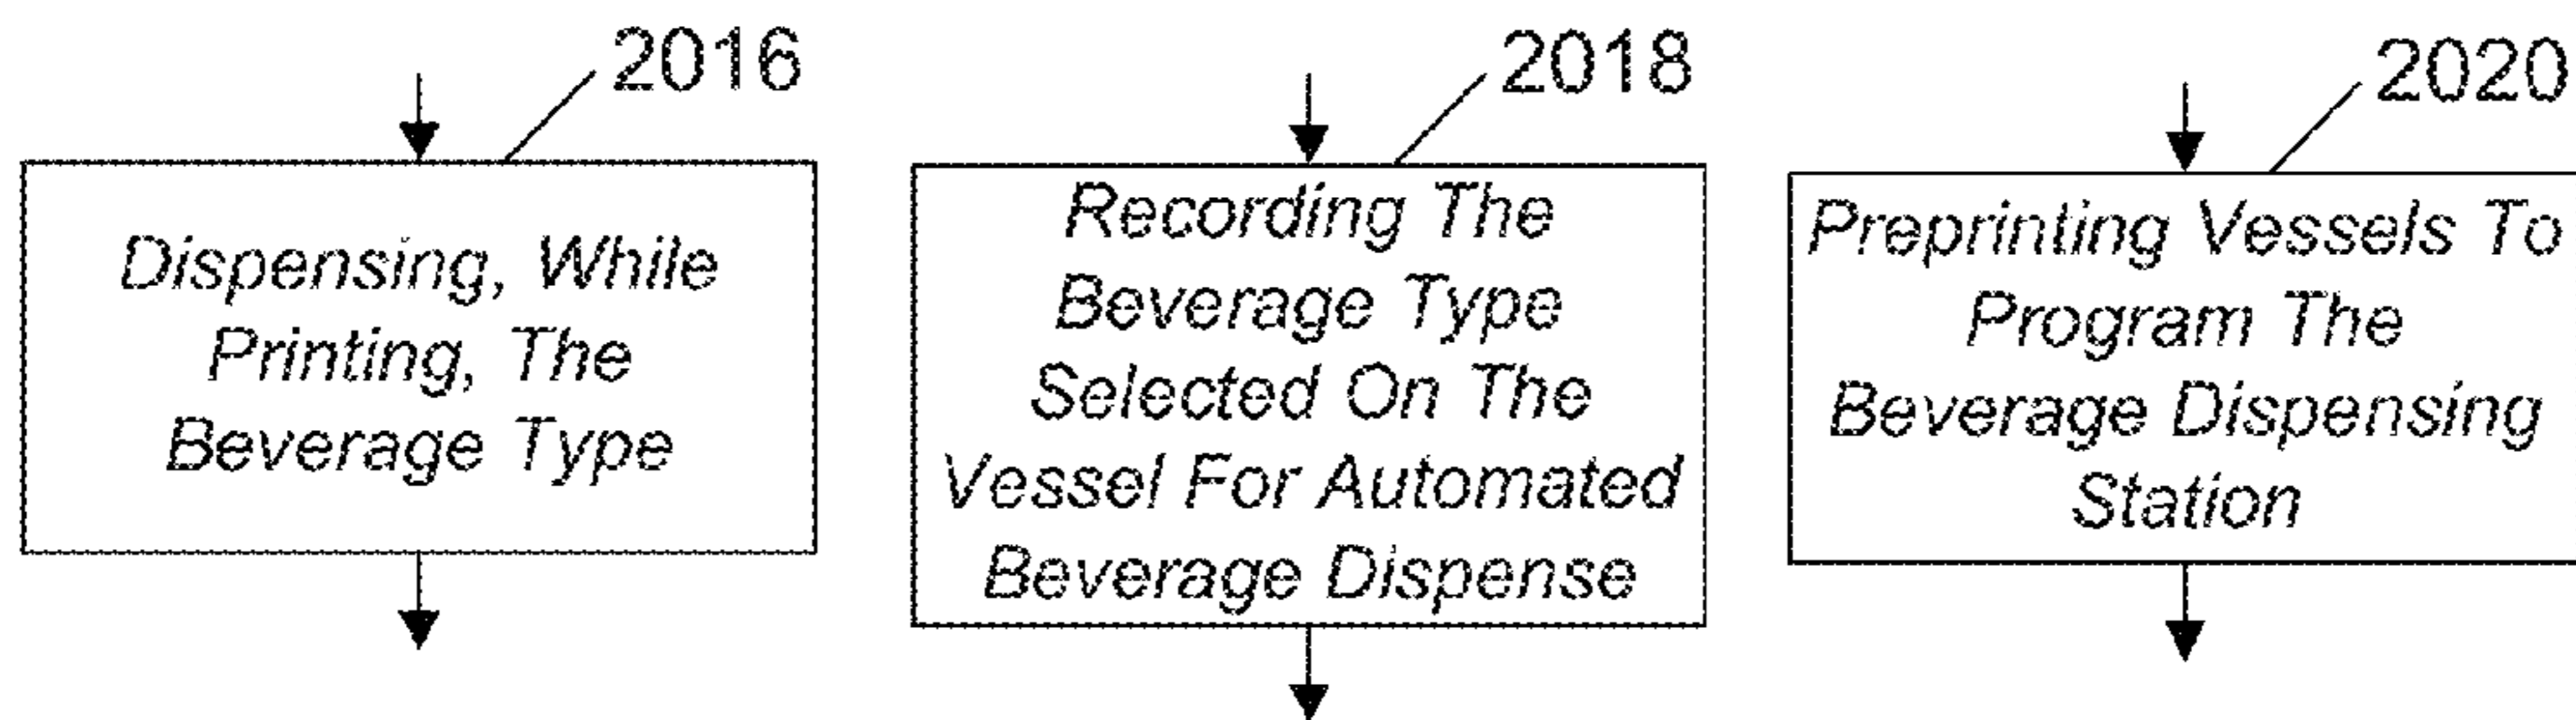 2016
Dispensing, While
Printing, The
Beverage Type
2018
Recording The
Beverage Type
Selected On The
Vessel For Automated
Beverage Dispense
2020
Preprinting Vessels To
Program The
Beverage Dispensing
Station